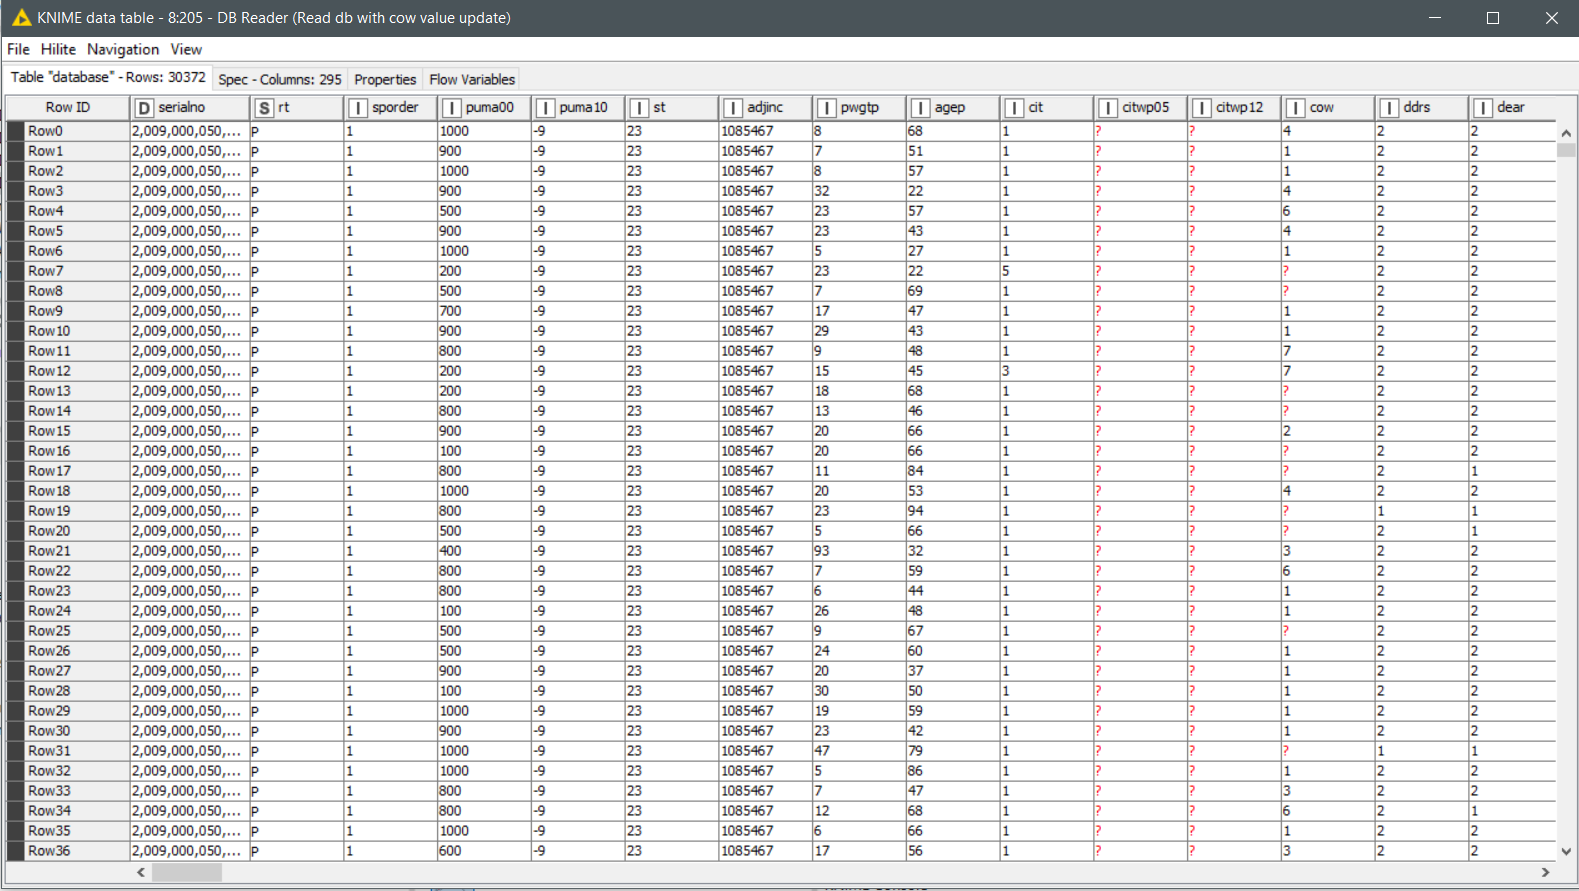 KNIME data table - 8:205 - DB Reader (Read db with cow value update)
File Hilite Navigation View
Table "database" - Rows: 30372 Spec - Columns: 295 Properties Flow Variables
Row ID D serialno S rt I sporder I puma00 I puma10 I st I adjinc I pwgtp I agep I cit I citwp05 I citwp12 I cow I ddrs I dear
Row0 2,009,000,050,... P 1 1000 -9 23 1085467 8 68 1 ? ? 4 2 2
Row1 2,009,000,050,... P 1 900 -9 23 1085467 7 51 1 ? ? 1 2 2
Row2 2,009,000,050,... P 1 1000 -9 23 1085467 8 57 1 ? ? 1 2 2
Row3 2,009,000,050,... P 1 900 -9 23 1085467 32 22 1 ? ? 4 2 2
Row4 2,009,000,050,... P 1 500 -9 23 1085467 23 57 1 ? ? 6 2 2
Row5 2,009,000,050,... P 1 900 -9 23 1085467 23 43 1 ? ? 4 2 2
Row6 2,009,000,050,... P 1 1000 -9 23 1085467 5 27 1 ? ? 1 2 2
Row7 2,009,000,050,... P 1 200 -9 23 1085467 23 22 5 ? ? ? 2 2
Row8 2,009,000,050,... P 1 500 -9 23 1085467 7 69 1 ? ? ? 2 2
Row9 2,009,000,050,... P 1 700 -9 23 1085467 17 47 1 ? ? 1 2 2
Row10 2,009,000,050,... P 1 900 -9 23 1085467 29 43 1 ? ? 1 2 2
Row11 2,009,000,050,... P 1 800 -9 23 1085467 9 48 1 ? ? 7 2 2
Row12 2,009,000,050,... P 1 200 -9 23 1085467 15 45 3 ? ? 7 2 2
Row13 2,009,000,050,... P 1 200 -9 23 1085467 18 68 1 ? ? ? 2 2
Row14 2,009,000,050,... P 1 800 -9 23 1085467 13 46 1 ? ? ? 2 2
Row15 2,009,000,050,... P 1 900 -9 23 1085467 20 66 1 ? ? 2 2 2
Row16 2,009,000,050,... P 1 100 -9 23 1085467 20 66 1 ? ? ? 2 2
Row17 2,009,000,050,... P 1 800 -9 23 1085467 11 84 1 ? ? ? 2 1
Row18 2,009,000,050,... P 1 1000 -9 23 1085467 20 53 1 ? ? 4 2 2
Row19 2,009,000,050,... P 1 800 -9 23 1085467 23 94 1 ? ? ? 1 1
Row20 2,009,000,050,... P 1 500 -9 23 1085467 5 66 1 ? ? ? 2 1
Row21 2,009,000,050,... P 1 400 -9 23 1085467 93 32 1 ? ? 3 2 2
Row22 2,009,000,050,... P 1 800 -9 23 1085467 7 59 1 ? ? 6 2 2
Row23 2,009,000,050,... P 1 800 -9 23 1085467 6 44 1 ? ? 1 2 2
Row24 2,009,000,050,... P 1 100 -9 23 1085467 26 48 1 ? ? 1 2 2
Row25 2,009,000,050,... P 1 500 -9 23 1085467 9 67 1 ? ? ? 2 2
Row26 2,009,000,050,... P 1 500 -9 23 1085467 24 60 1 ? ? 1 2 2
Row27 2,009,000,050,... P 1 900 -9 23 1085467 20 37 1 ? ? 1 2 2
Row28 2,009,000,050,... P 1 100 -9 23 1085467 30 50 1 ? ? 1 2 2
Row29 2,009,000,050,... P 1 1000 -9 23 1085467 19 59 1 ? ? 1 2 2
Row30 2,009,000,050,... P 1 900 -9 23 1085467 23 42 1 ? ? 1 2 2
Row31 2,009,000,050,... P 1 1000 -9 23 1085467 47 79 1 ? ? ? 1 1
Row32 2,009,000,050,... P 1 1000 -9 23 1085467 5 86 1 ? ? 1 2 2
Row33 2,009,000,050,... P 1 800 -9 23 1085467 7 47 1 ? ? 3 2 2
Row34 2,009,000,050,... P 1 800 -9 23 1085467 12 68 1 ? ? 6 2 1
Row35 2,009,000,050,... P 1 1000 -9 23 1085467 6 66 1 ? ? 1 2 2
Row36 2,009,000,050,... P 1 600 -9 23 1085467 17 56 1 ? ? 3 2 2